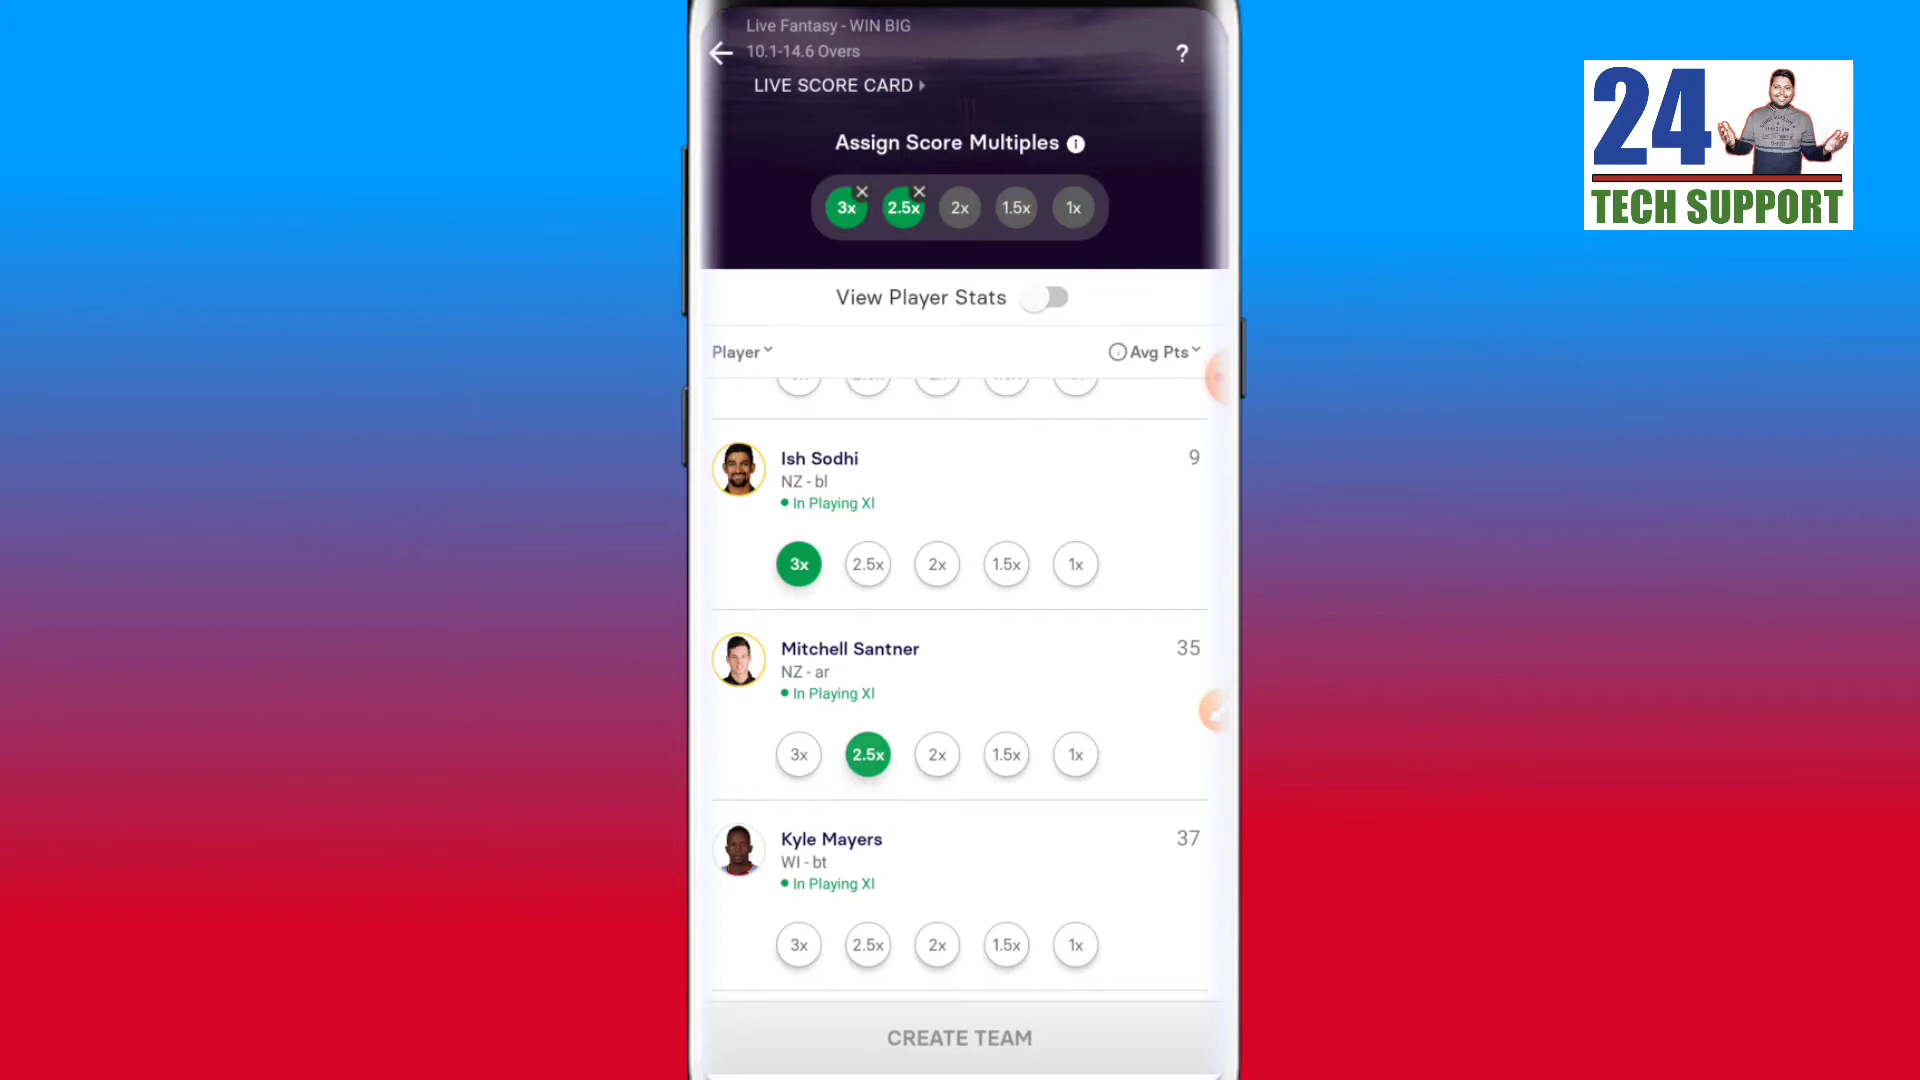 Live Fantasy - WIN BIG
10.1-14.6 Overs
?
LIVE SCORE CARD
Assign Score Multiples
3x 2.5x 2x 1.5x 1x
View Player Stats
Player Avg Pts
Ish Sodhi 9
NZ - bl
In Playing XI
3x 2.5x 2x 1.5x 1x
Mitchell Santner 35
NZ - ar
In Playing XI
3x 2.5x 2x 1.5x 1x
Kyle Mayers 37
WI - bt
In Playing XI
3x 2.5x 2x 1.5x 1x
CREATE TEAM
24
TECH SUPPORT